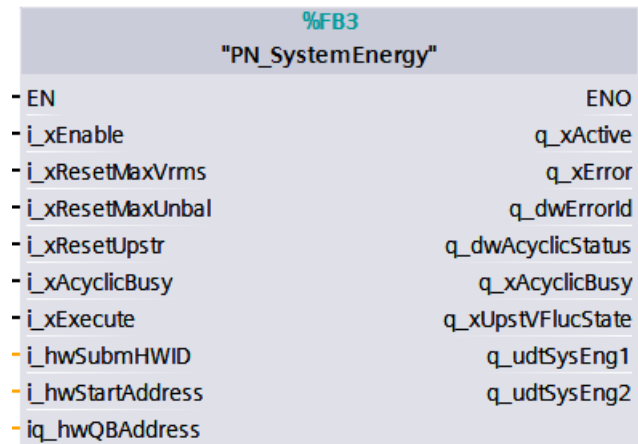 %FB3
"PN_SystemEnergy"
EN ENO
i_xEnable q_xActive
i_xResetMaxVrms q_xError
i_xResetMaxUnbal q_dwErrorId
i_xResetUpstr q_dwAcyclicStatus
i_xAcyclicBusy q_xAcyclicBusy
i_xExecute q_xUpstVFlucState
i_hwSubmHWID q_udtSysEng1
i_hwStartAddress q_udtSysEng2
iq_hwQBAddress